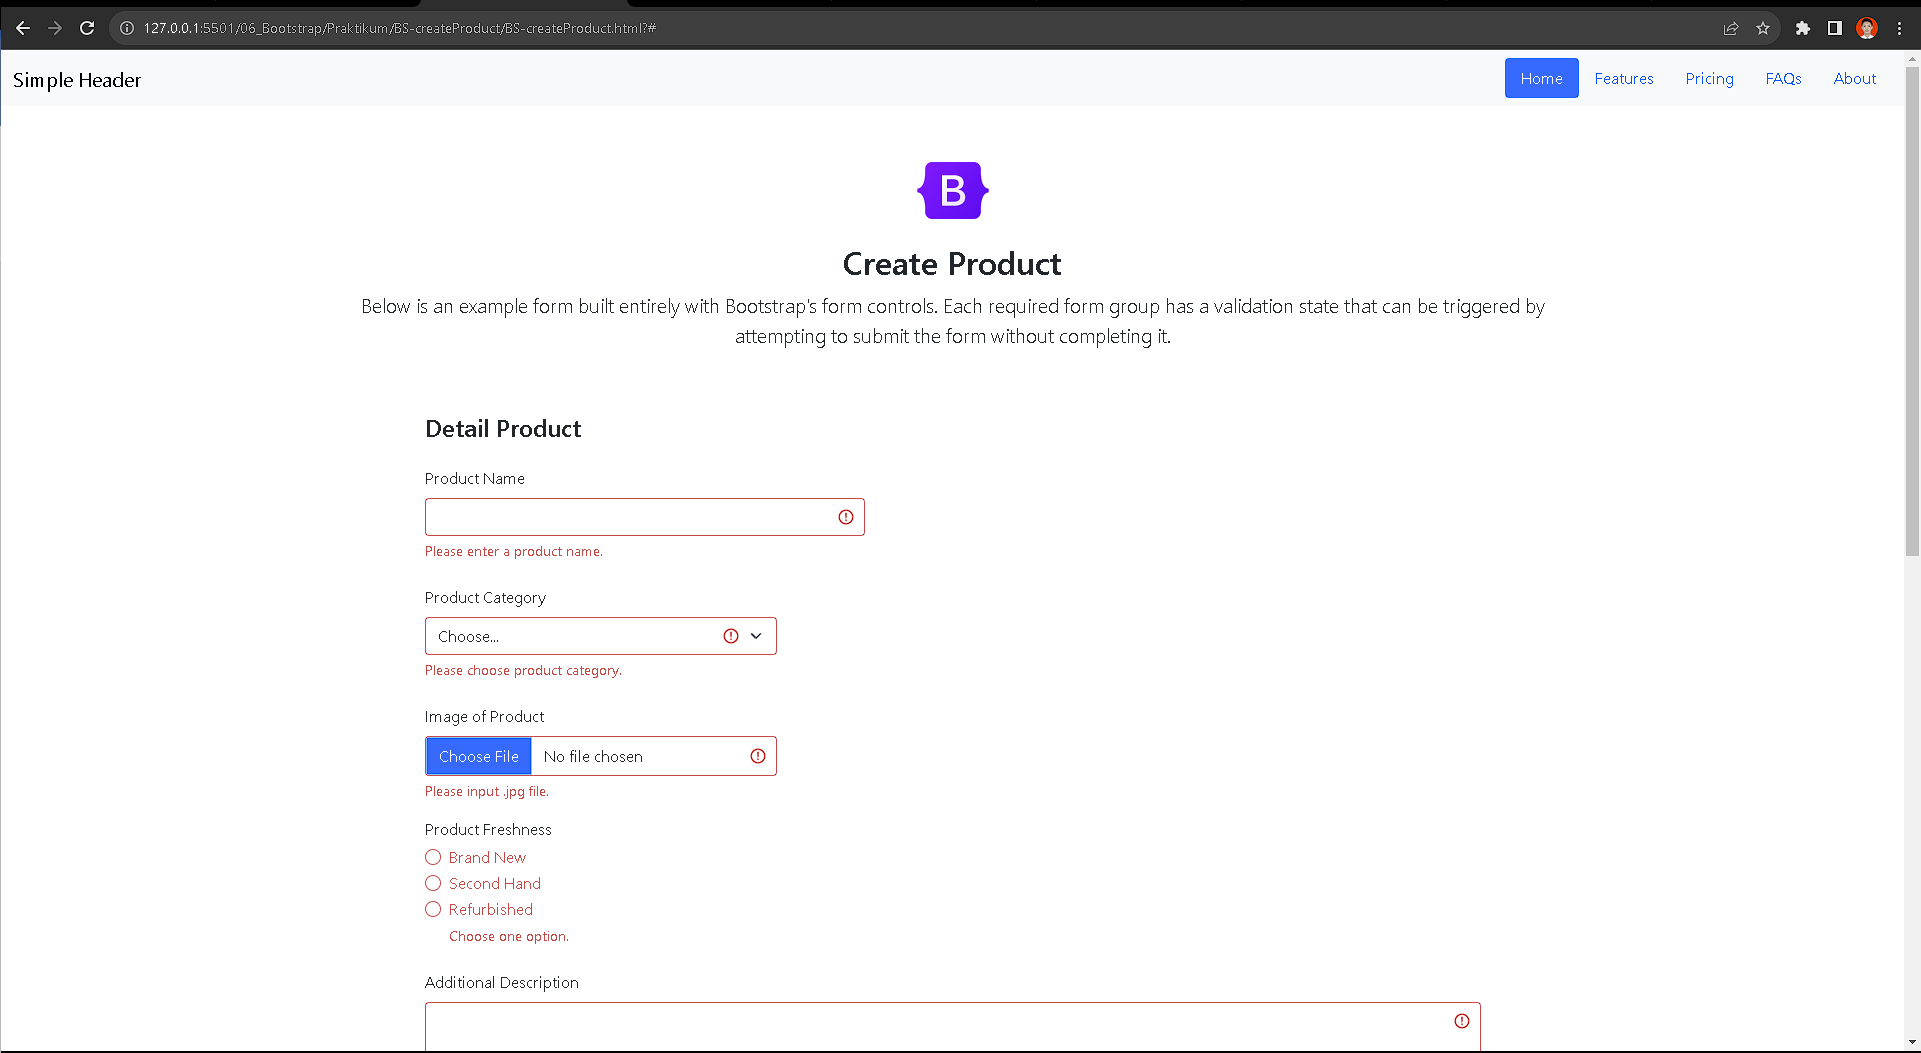 127.0.0.1:5501/06_Bootstrap/Praktikum/BS-createProduct/BS-createProduct.html?#
Simple Header
Home
Features
Pricing
FAQs
About
B
Create Product
Below is an example form built entirely with Bootstrap's form controls. Each required form group has a validation state that can be triggered by
attempting to submit the form without completing it.
Detail Product
Product Name
Please enter a product name.
Product Category
Choose...
Please choose product category.
Image of Product
Choose File No file chosen
Please input .jpg file.
Product Freshness
Brand New
Second Hand
Refurbished
Choose one option.
Additional Description